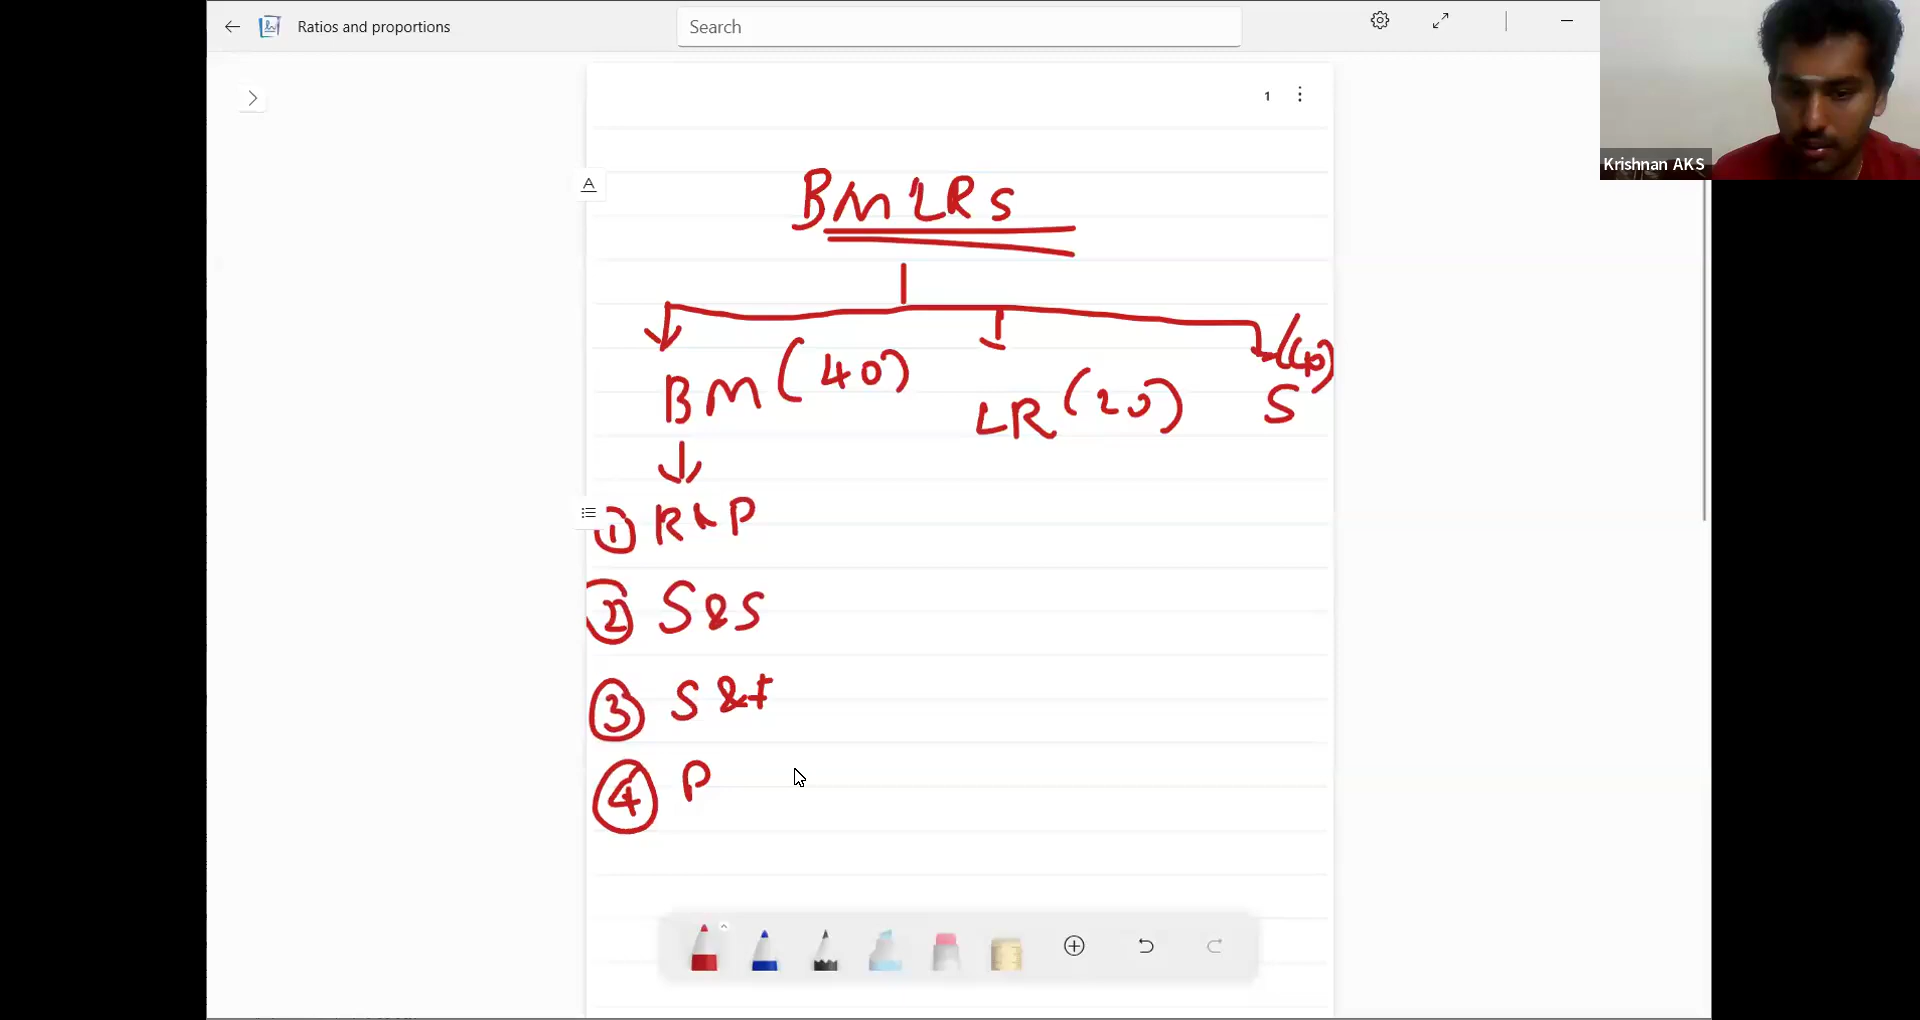 Ratios and proportions
Search
Krishnan AKS
1
A
BMLRS
BM (40)
LR (20)
(40)
S
① R & P
② S & S
③ S & I
④ P